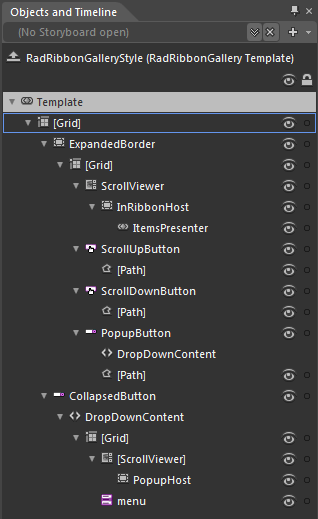 Objects and Timeline
(No Storyboard open)
RadRibbonGalleryStyle (RadRibbonGallery Template)
Template
[Grid]
ExpandedBorder
[Grid]
ScrollViewer
InRibbonHost
ItemsPresenter
ScrollUpButton
[Path]
ScrollDownButton
[Path]
PopupButton
DropDownContent
[Path]
CollapsedButton
DropDownContent
[Grid]
[ScrollViewer]
PopupHost
menu